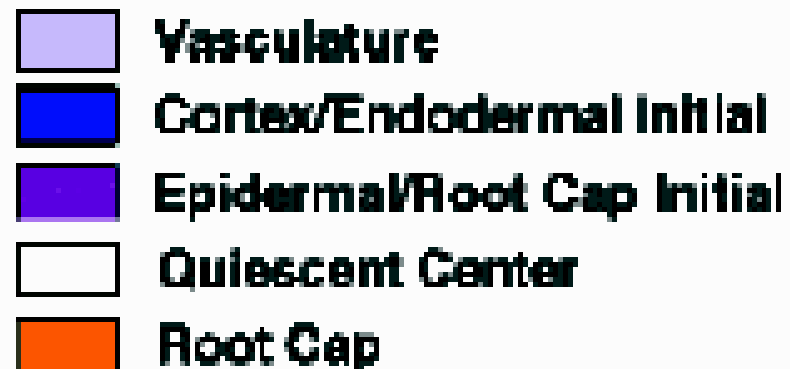 Vasculature
Cortex/Endodermal Initial
Epidermal/Root Cap Initial
Quiescent Center
Root Cap